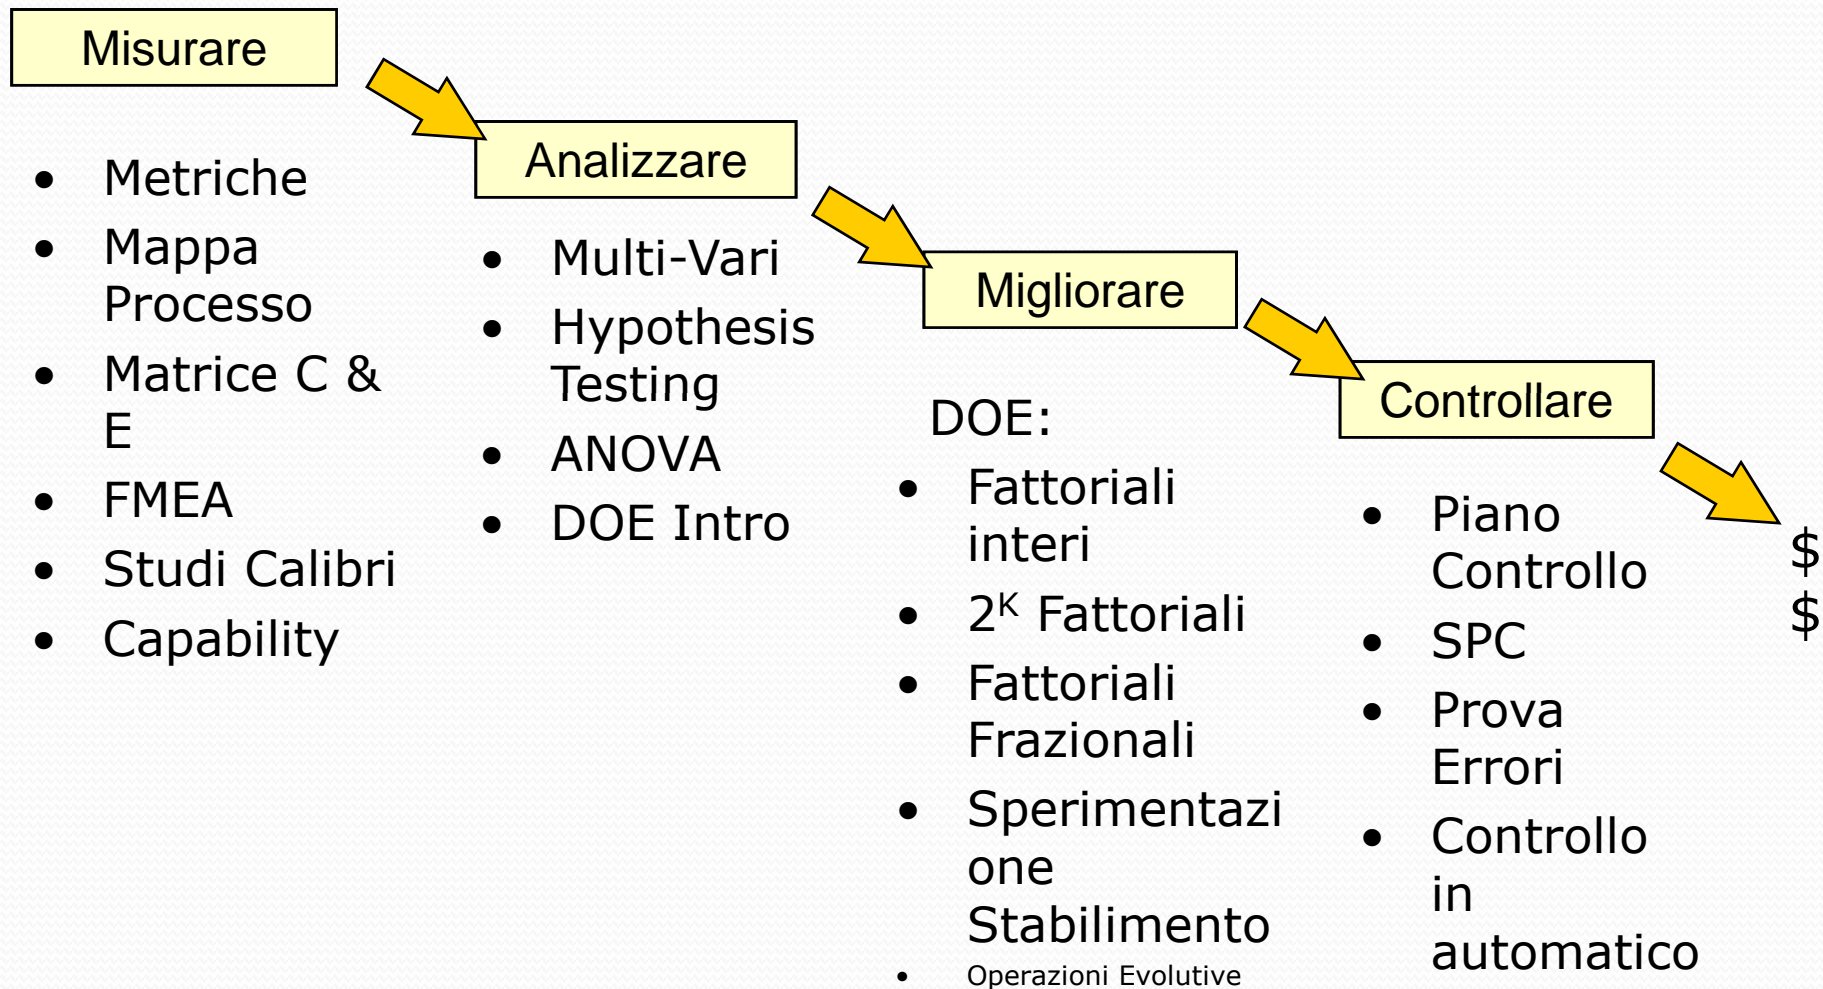 Misurare
• Metriche
• Mappa
Processo
• Matrice C &
E
• FMEA
• Studi Calibri
• Capability
Analizzare
• Multi-Vari
• Hypothesis
Testing
• ANOVA
• DOE Intro
Migliorare
DOE:
• Fattoriali
interi
• 2ᴷ Fattoriali
• Fattoriali
Frazionali
• Sperimentazi
one
Stabilimento
• Operazioni Evolutive
Controllare
• Piano
Controllo
• SPC
• Prova
Errori
• Controllo
in
automatico
$
$